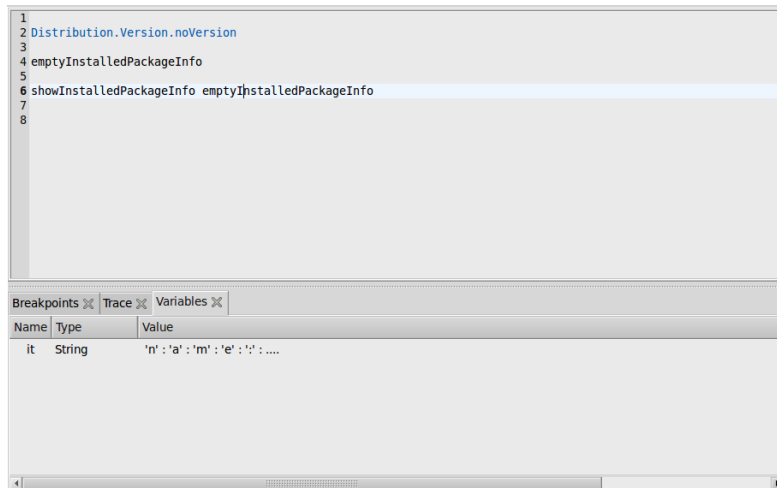 1
2 Distribution.Version.noVersion
3
4 emptyInstalledPackageInfo
5
6 showInstalledPackageInfo emptyInstalledPackageInfo
7
8
Breakpoints Trace Variables
Name Type Value
it String 'n' : 'a' : 'm' : 'e' : ':' : ....